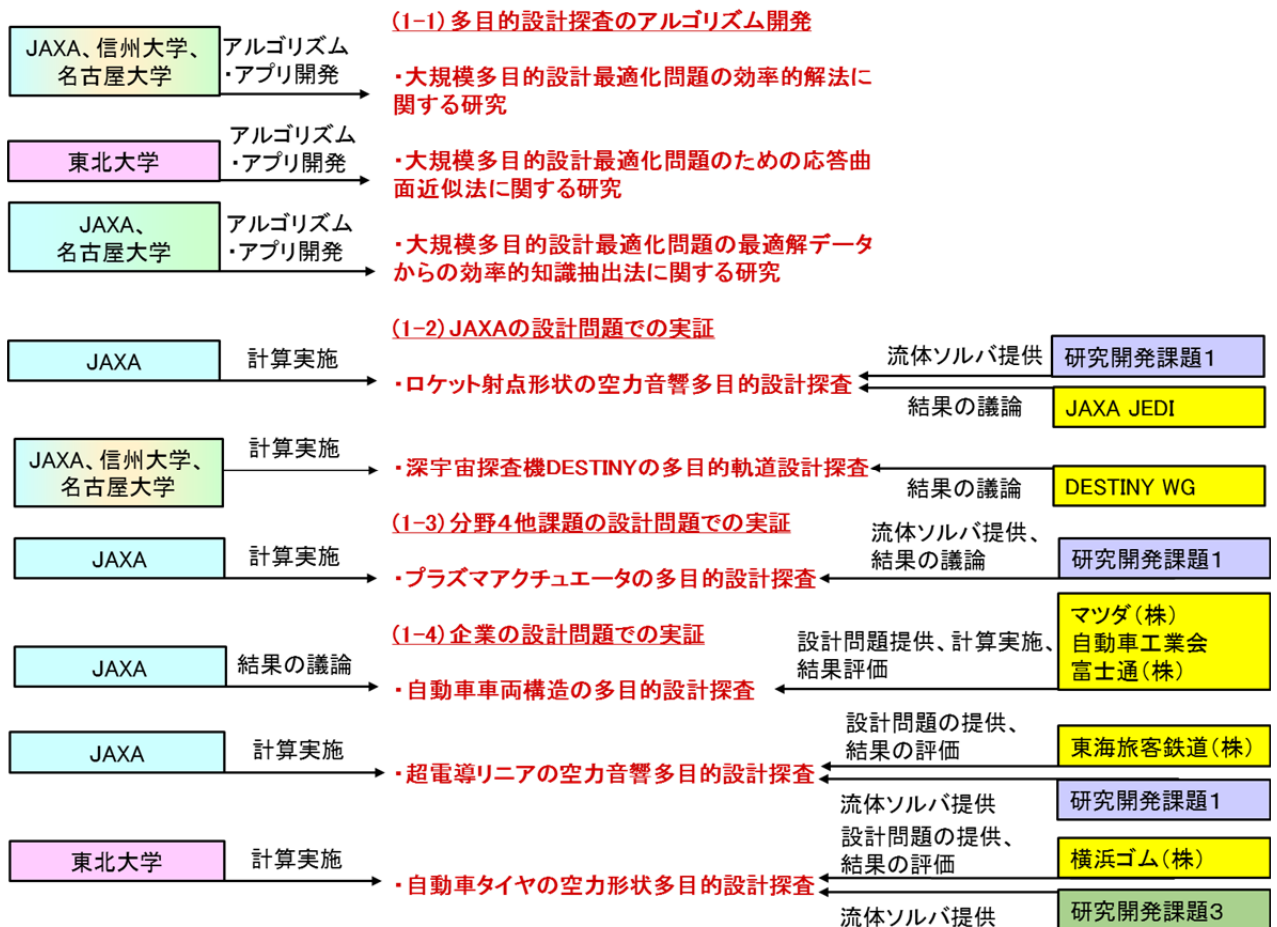 (1-1)多目的設計探査のアルゴリズム開発
JAXA、信州大学、
名古屋大学
アルゴリズム
・アプリ開発
・大規模多目的設計最適化問題の効率的解法に
関する研究
東北大学
アルゴリズム
・アプリ開発
・大規模多目的設計最適化問題のための応答曲
面近似法に関する研究
JAXA、
名古屋大学
アルゴリズム
・アプリ開発
・大規模多目的設計最適化問題の最適解データ
からの効率的知識抽出法に関する研究
(1-2)JAXAの設計問題での実証
JAXA
計算実施
・ロケット射点形状の空力音響多目的設計探査
流体ソルバ提供
研究開発課題1
結果の議論
JAXA JEDI
JAXA、信州大学、
名古屋大学
計算実施
・深宇宙探査機DESTINYの多目的軌道設計探査
結果の議論
DESTINY WG
(1-3)分野4他課題の設計問題での実証
JAXA
計算実施
・プラズマアクチュエータの多目的設計探査
流体ソルバ提供、
結果の議論
研究開発課題1
(1-4)企業の設計問題での実証
JAXA
結果の議論
・自動車車両構造の多目的設計探査
設計問題提供、計算実施、
結果評価
マツダ(株)
自動車工業会
富士通(株)
JAXA
計算実施
・超電導リニアの空力音響多目的設計探査
設計問題の提供、
結果の評価
東海旅客鉄道(株)
流体ソルバ提供
研究開発課題1
東北大学
計算実施
・自動車タイヤの空力形状多目的設計探査
設計問題の提供、
結果の評価
横浜ゴム(株)
流体ソルバ提供
研究開発課題3